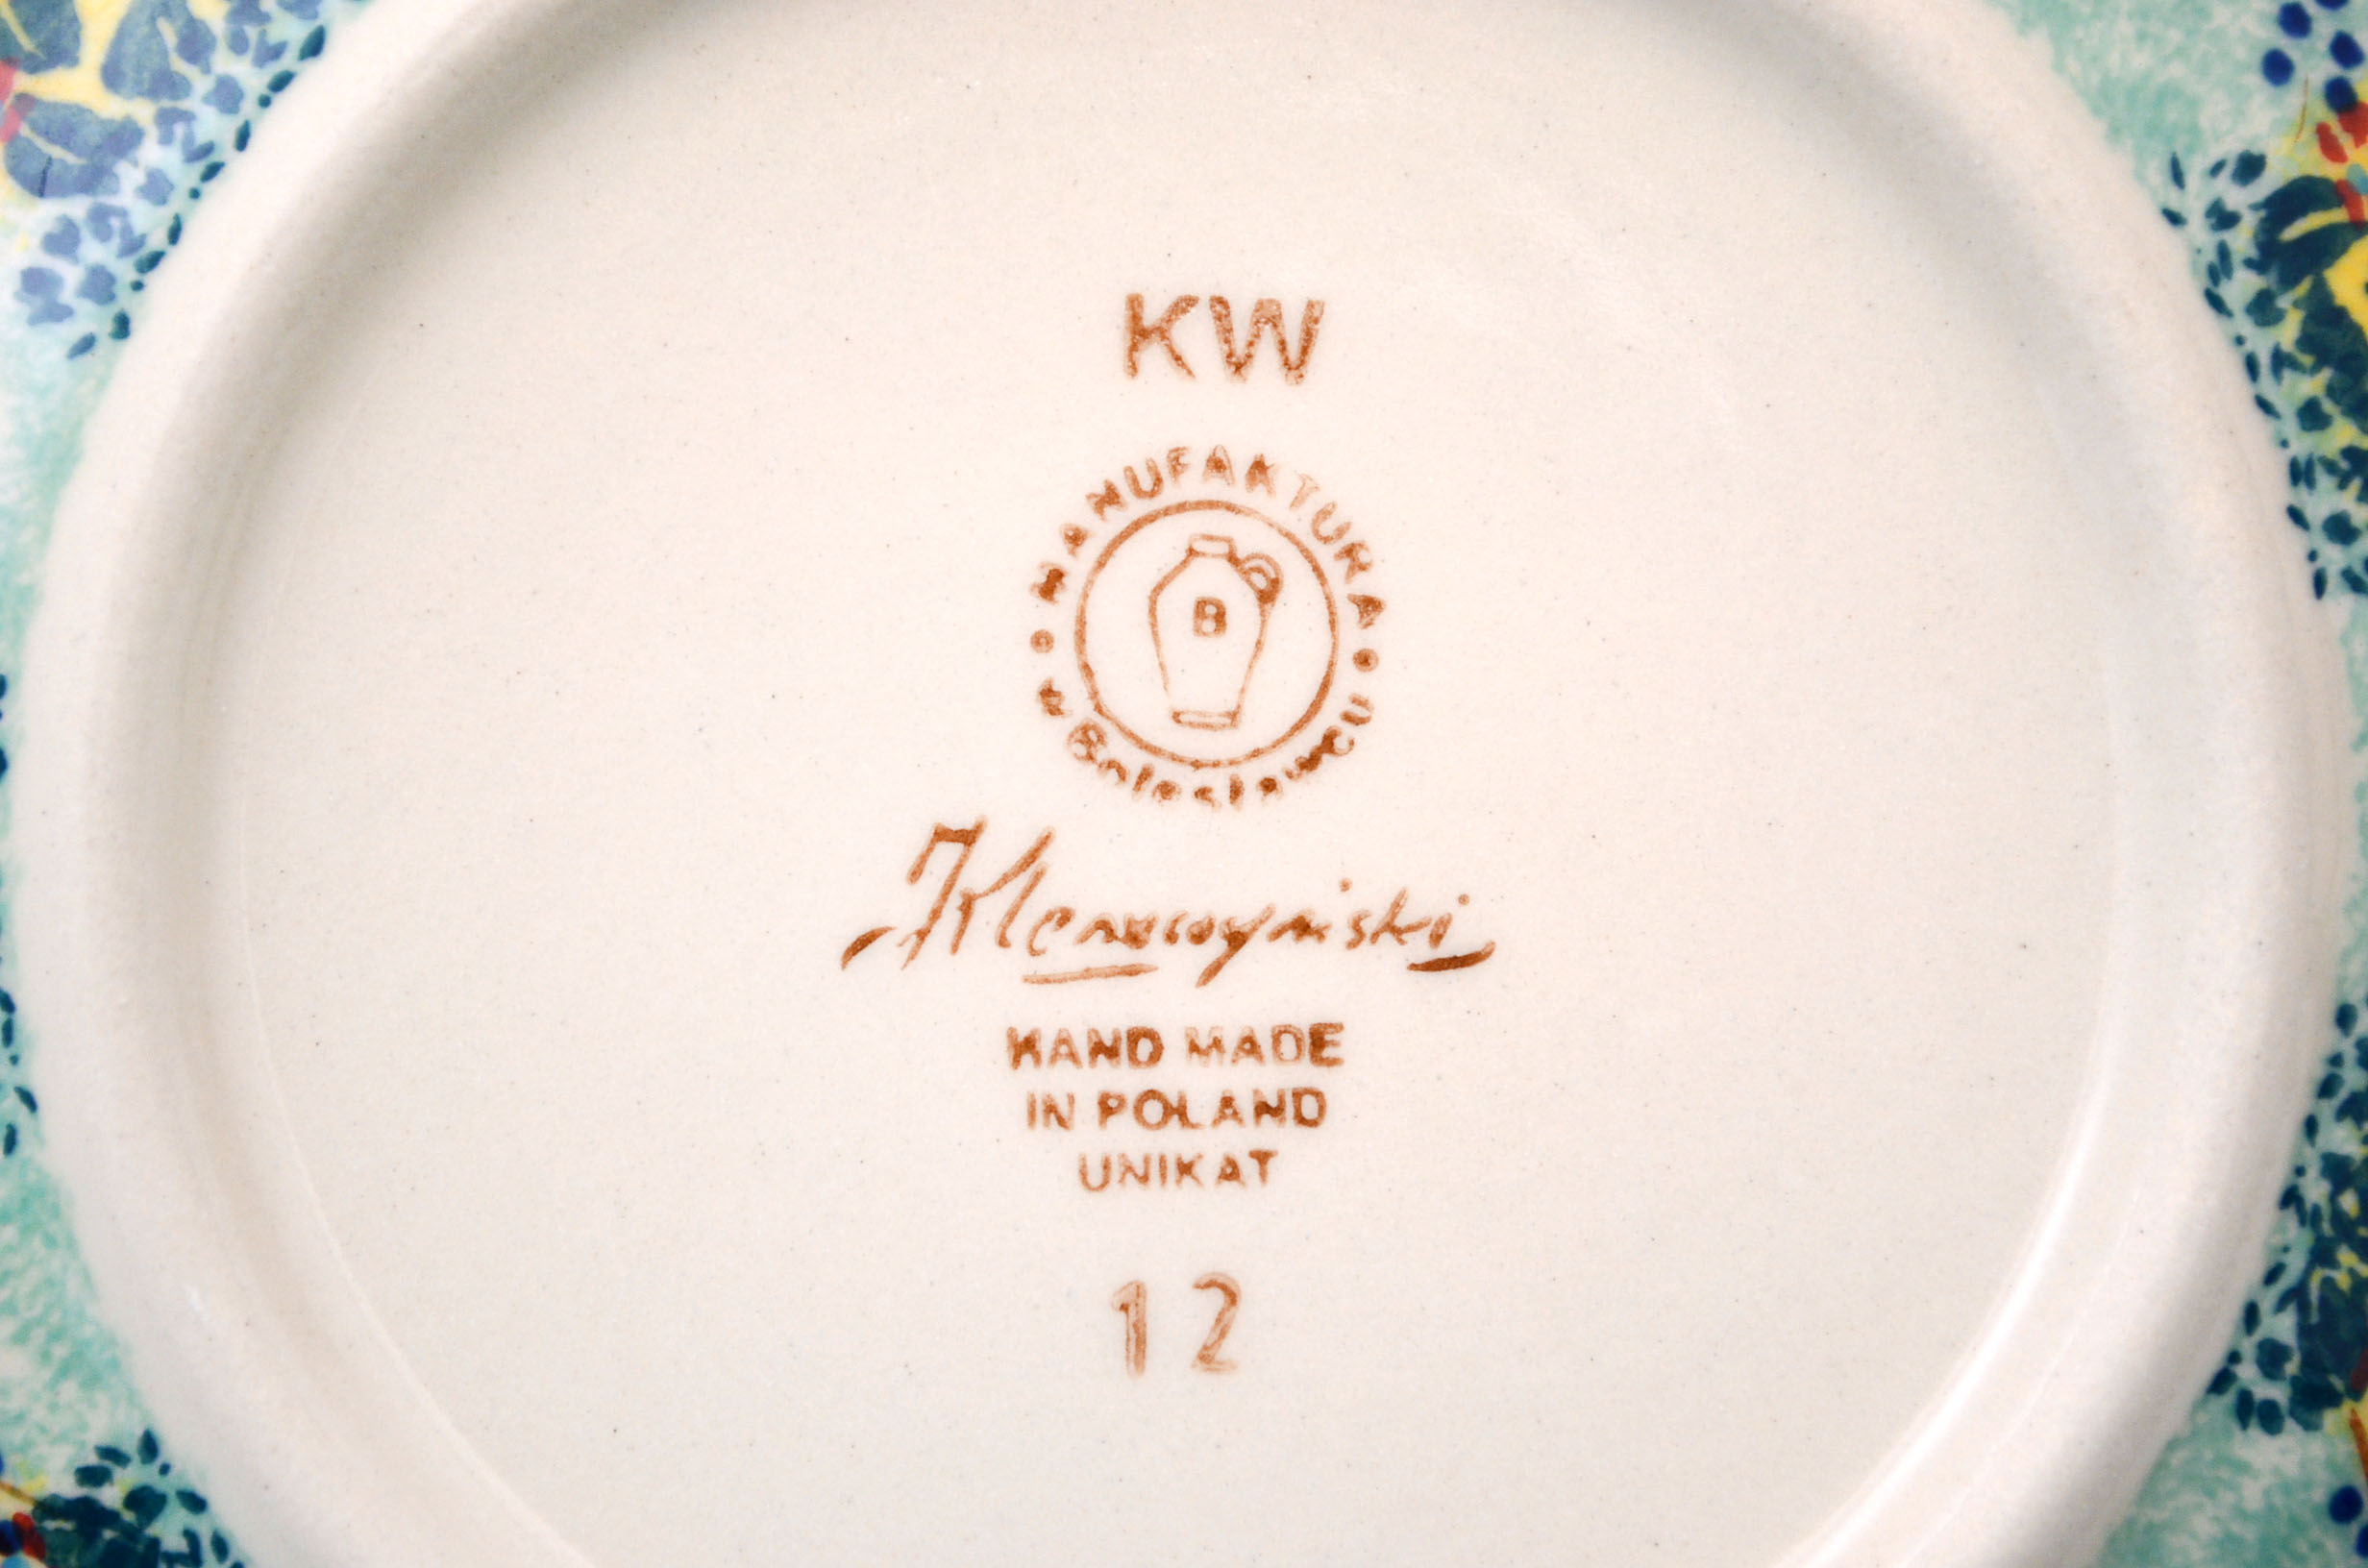 KW
MANUFAKTURA
B
w Bolesławcu
HAND MADE
IN POLAND
UNIKAT
12